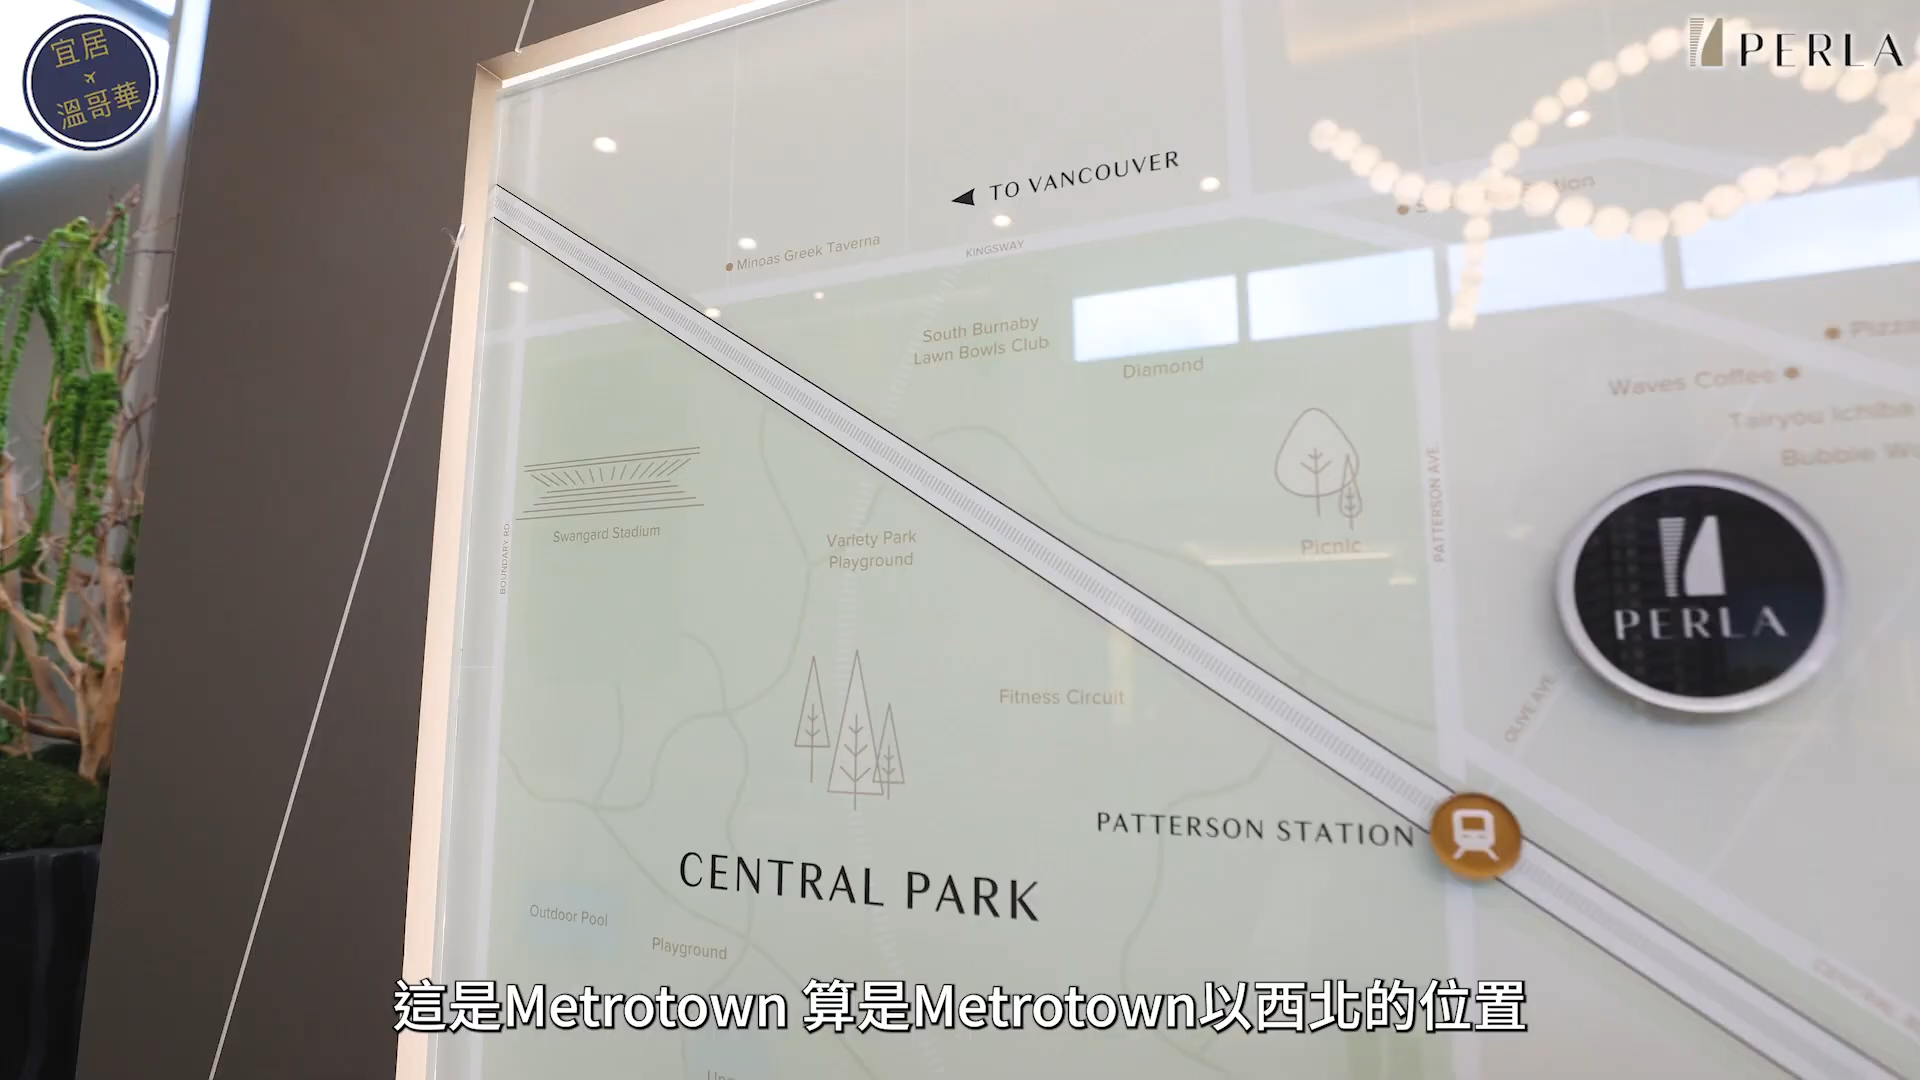 宜居
溫哥華
PERLA
TO VANCOUVER
Minoas Greek Taverna
KINGSWAY
South Burnaby
Lawn Bowls Club
Diamond
Waves Coffee
Swangard Stadium
BOUNDARY RD
Variety Park
Playground
Picnic
PATTERSON AVE
PERLA
OLIVE AVE
Fitness Circuit
PATTERSON STATION
CENTRAL PARK
Outdoor Pool
Playground
這是Metrotown 算是Metrotown以西北的位置